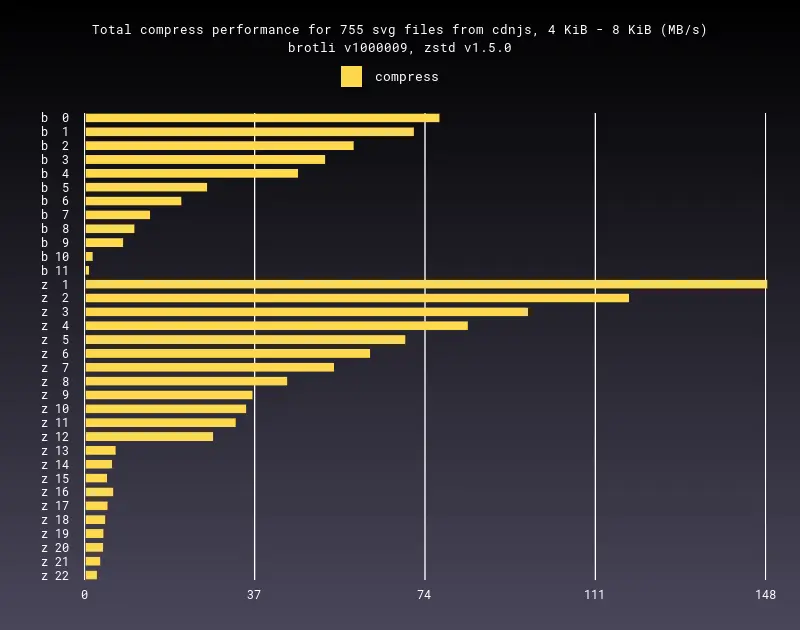 Total compress performance for 755 svg files from cdnjs, 4 KiB - 8 KiB (MB/s)
brotli v1000009, zstd v1.5.0
compress
b 0
b 1
b 2
b 3
b 4
b 5
b 6
b 7
b 8
b 9
b 10
b 11
z 1
z 2
z 3
z 4
z 5
z 6
z 7
z 8
z 9
z 10
z 11
z 12
z 13
z 14
z 15
z 16
z 17
z 18
z 19
z 20
z 21
z 22
0 37 74 111 148